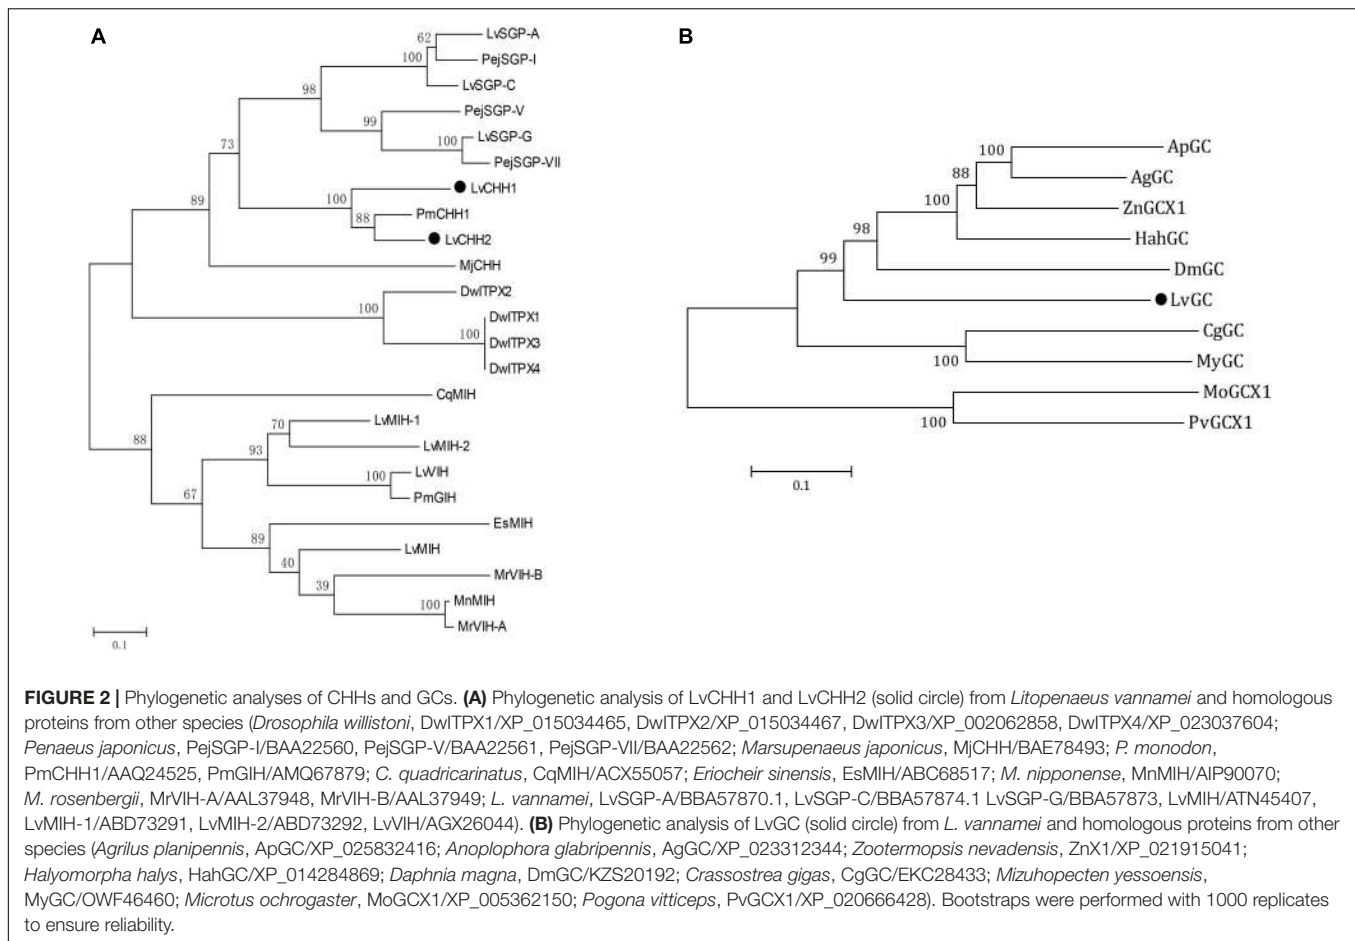 A
B
62
LvSGP-A
PejSGP-I
100
LvSGP-C
98
PejSGP-V
99
LvSGP-G
100
PejSGP-VII
73
LvCHH1
100
PmCHH1
88
LvCHH2
89
MjCHH
DwITPX2
100
DwITPX1
100
DwITPX3
DwITPX4
CqMIH
88
70
LvMIH-1
93
LvMIH-2
LvVIH
100
PmGIH
67
EsMIH
89
LvMIH
40
MrVIH-B
39
100
MnMIH
MrVIH-A
0.1
100
ApGC
88
AgGC
100
ZnGCX1
HahGC
98
DmGC
99
LvGC
CgGC
100
MyGC
MoGCX1
100
PvGCX1
0.1
FIGURE 2 | Phylogenetic analyses of CHHs and GCs. (A) Phylogenetic analysis of LvCHH1 and LvCHH2 (solid circle) from Litopenaeus vannamei and homologous
proteins from other species (Drosophila willistoni, DwITPX1/XP_015034465, DwITPX2/XP_015034467, DwITPX3/XP_002062858, DwITPX4/XP_023037604;
Penaeus japonicus, PejSGP-I/BAA22560, PejSGP-V/BAA22561, PejSGP-VII/BAA22562; Marsupenaeus japonicus, MjCHH/BAE78493; P. monodon,
PmCHH1/AAQ24525, PmGIH/AMQ67879; C. quadricarinatus, CqMIH/ACX55057; Eriocheir sinensis, EsMIH/ABC68517; M. nipponense, MnMIH/AIP90070;
M. rosenbergii, MrVIH-A/AAL37948, MrVIH-B/AAL37949; L. vannamei, LvSGP-A/BBA57870.1, LvSGP-C/BBA57874.1 LvSGP-G/BBA57873, LvMIH/ATN45407,
LvMIH-1/ABD73291, LvMIH-2/ABD73292, LvVIH/AGX26044). (B) Phylogenetic analysis of LvGC (solid circle) from L. vannamei and homologous proteins from other
species (Agrilus planipennis, ApGC/XP_025832416; Anoplophora glabripennis, AgGC/XP_023312344; Zootermopsis nevadensis, ZnX1/XP_021915041;
Halyomorpha halys, HahGC/XP_014284869; Daphnia magna, DmGC/KZS20192; Crassostrea gigas, CgGC/EKC28433; Mizuhopecten yessoensis,
MyGC/OWF46460; Microtus ochrogaster, MoGCX1/XP_005362150; Pogona vitticeps, PvGCX1/XP_020666428). Bootstraps were performed with 1000 replicates
to ensure reliability.